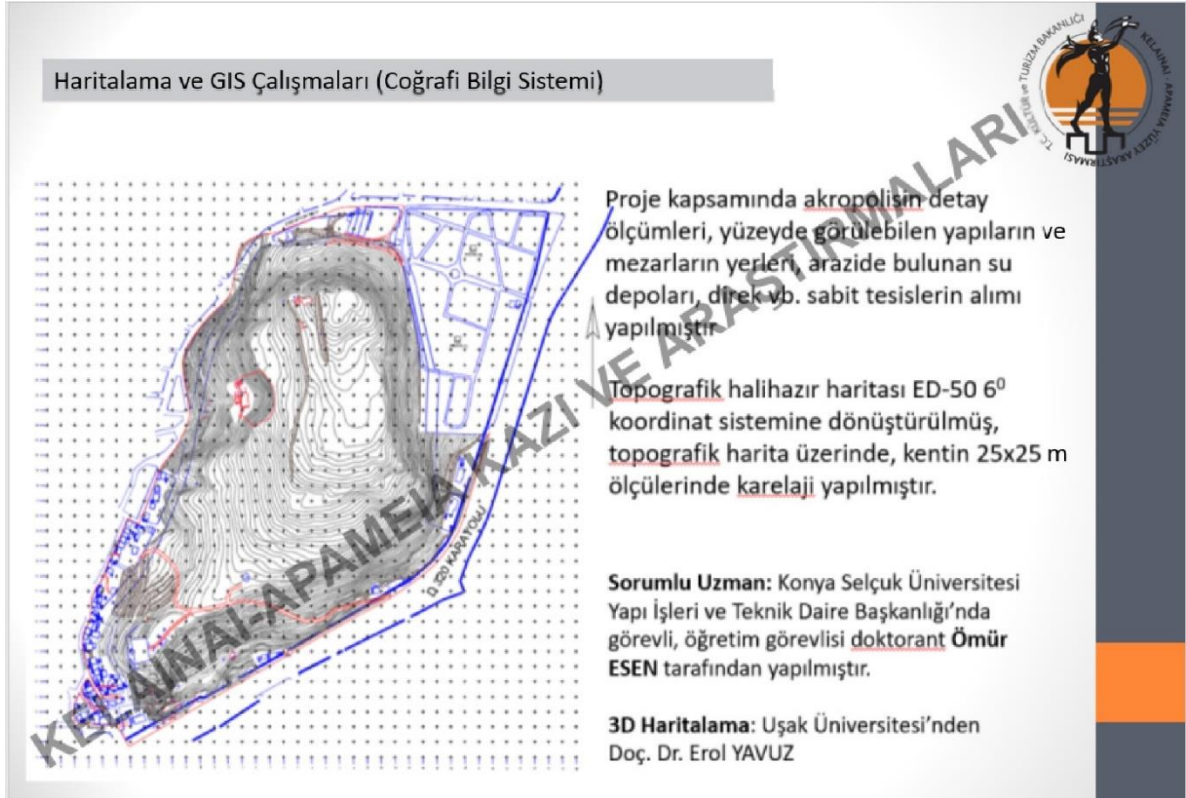 Haritalama ve GIS Çalışmaları (Coğrafi Bilgi Sistemi)
T.C. KÜLTÜR ve TURİZM BAKANLIĞI
KELAINAI - APAMEIA YÜZEY ARAŞTIRMASI
Proje kapsamında akropolisin detay
ölçümleri, yüzeyde görülebilen yapıların ve
mezarların yerleri, arazide bulunan su
depoları, direk vb. sabit tesislerin alımı
yapılmıştır
Topografik halihazır haritası ED-50 6⁰
koordinat sistemine dönüştürülmüş,
topografik harita üzerinde, kentin 25x25 m
ölçülerinde karelaji yapılmıştır.
Sorumlu Uzman: Konya Selçuk Üniversitesi
Yapı İşleri ve Teknik Daire Başkanlığı’nda
görevli, öğretim görevlisi doktorant Ömür
ESEN tarafından yapılmıştır.
3D Haritalama: Uşak Üniversitesi’nden
Doç. Dr. Erol YAVUZ
D 320 KARAYOLU
KELAINAI-APAMEIA KAZI VE ARAŞTIRMALARI